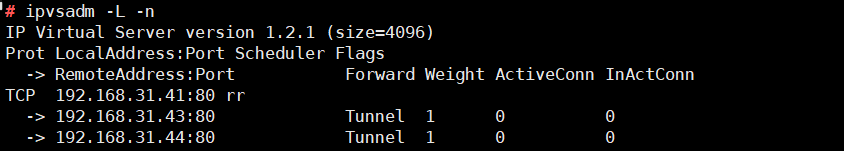 # ipvsadm -L -n
IP Virtual Server version 1.2.1 (size=4096)
Prot LocalAddress:Port Scheduler Flags
  -> RemoteAddress:Port           Forward Weight ActiveConn InActConn
TCP  192.168.31.41:80 rr
  -> 192.168.31.43:80             Tunnel  1      0          0
  -> 192.168.31.44:80             Tunnel  1      0          0